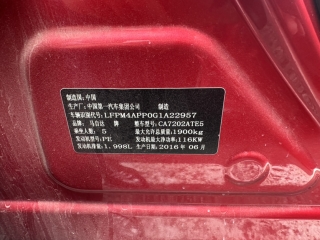 制造国:中国
生产厂:中国第一汽车集团公司 制造
车辆识别代号:LFPM4APP0G1A22957
品牌:马自达 牌 整车型号:CA7202ATE5
乘坐人数:5 最大允许总质量:1900kg
发动机型号:PE 发动机最大净功率:116KW
发动机排量:1.998L 2016年06月